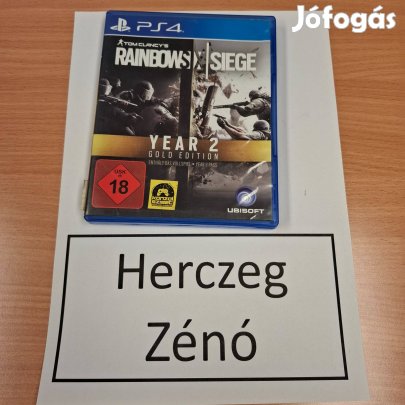 Jófogás
PS4
TOM CLANCY'S
RAINBOW SIX SIEGE
YEAR 2
GOLD EDITION
USK
18
UBISOFT
Herczeg
Zénó